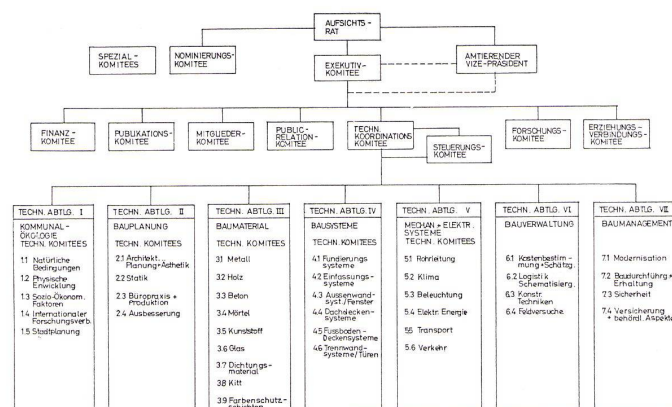 AUFSICHTS-
RAT
SPEZIAL-
KOMITEES
NOMINIERUNGS-
KOMITEE
EXEKUTIV-
KOMITEE
AMTIERENDER
VIZE-PRÄSIDENT
FINANZ-
KOMITEE
PUBLIKATIONS-
KOMITEE
MITGLIEDER-
KOMITEE
PUBLIC-
RELATION-
KOMITEE
TECHN.
KOORDINATIONS
KOMITEE
STEUERUNGS-
KOMITEE
FORSCHUNGS-
KOMITEE
ERZIEHUNGS-
VERBINDUNGS-
KOMITEE
TECHN. ABTLG. I
KOMMUNAL-
ÖKOLOGIE
TECHN. KOMITEES
1.1 Natürliche
Bedingungen
1.2 Physische
Enwicklung
1.3 Sozio-Ökonom.
Faktoren
1.4 Internationaler
Forschungsverb.
1.5 Stadtplanung
TECHN. ABTLG. II
BAUPLANUNG
TECHN. KOMITEES
2.1 Architekt.
Planung+Ästhetik
2.2 Statik
2.3 Büropraxis +
Produktion
2.4 Ausbesserung
TECHN. ABTLG. III
BAUMATERIAL
TECHN. KOMITEES
3.1 Metall
3.2 Holz
3.3 Beton
3.4 Mörtel
3.5 Kunststoff
3.6 Glas
3.7 Dichtungs-
material
3.8 Kitt
3.9 Farbenschutz-
schichten
TECHN. ABTLG. IV
BAUSYSTEME
TECHN. KOMITEES
4.1 Fundierungs
systeme
4.2 Einfassungs-
systeme
4.3 Aussenwand-
syst./Fenster
4.4 Dachdecken-
systeme
4.5 Fussboden-
Deckensysteme
4.6 Trennwand-
systeme/Türen
TECHN. ABTLG. V
MECHAN + ELEKTR.
SYSTEME
TECHN. KOMITEES
5.1 Rohrleitung
5.2 Klima
5.3 Beleuchtung
5.4 Elektr. Energie
5.5 Transport
5.6 Verkehr
TECHN. ABTLG. VI
BAUVERWALTUNG
6.1 Kostenbestim-
mung+Schätzg.
6.2 Logistik
Schematisierg.
6.3 Konstr.
Techniken
6.4 Feldversuche.
TECHN. ABTLG. VII
BAUMANAGEMENT
7.1 Modernisation
7.2 Baudurchführg +
Erhaltung
7.3 Sicherheit
7.4 Versicherung
+ behördl. Aspekte